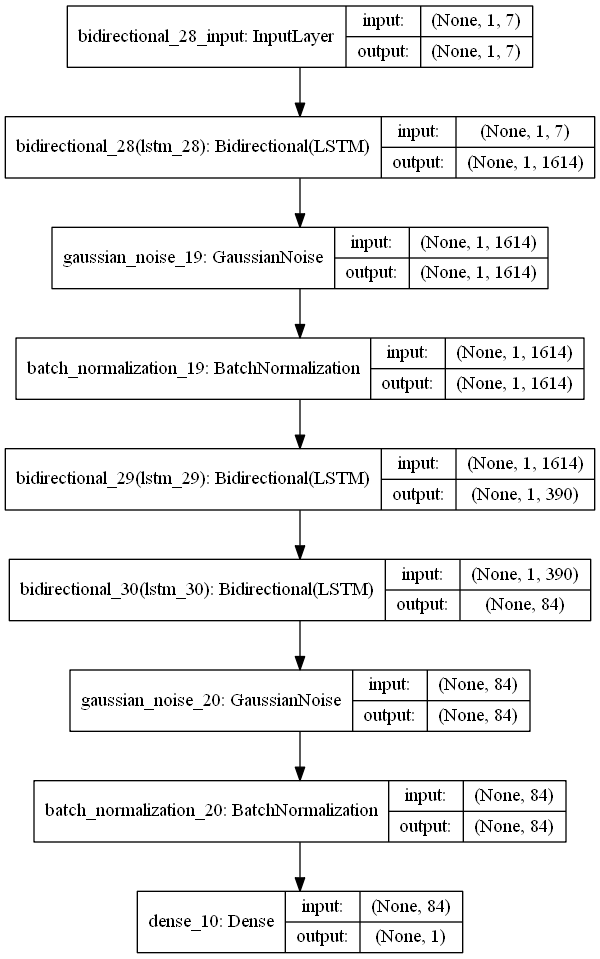 bidirectional_28_input: InputLayer
input: (None, 1, 7)
output: (None, 1, 7)
bidirectional_28(lstm_28): Bidirectional(LSTM)
input: (None, 1, 7)
output: (None, 1, 1614)
gaussian_noise_19: GaussianNoise
input: (None, 1, 1614)
output: (None, 1, 1614)
batch_normalization_19: BatchNormalization
input: (None, 1, 1614)
output: (None, 1, 1614)
bidirectional_29(lstm_29): Bidirectional(LSTM)
input: (None, 1, 1614)
output: (None, 1, 390)
bidirectional_30(lstm_30): Bidirectional(LSTM)
input: (None, 1, 390)
output: (None, 84)
gaussian_noise_20: GaussianNoise
input: (None, 84)
output: (None, 84)
batch_normalization_20: BatchNormalization
input: (None, 84)
output: (None, 84)
dense_10: Dense
input: (None, 84)
output: (None, 1)